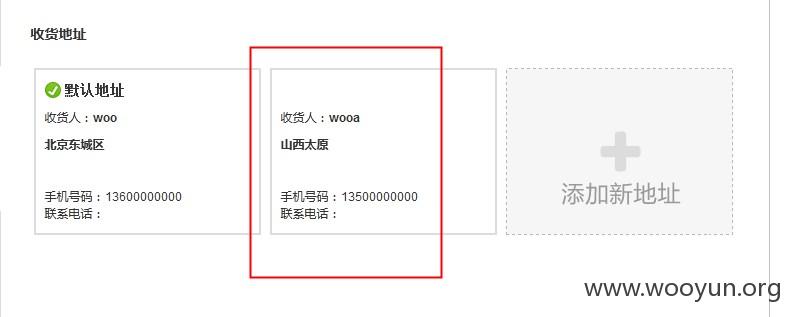 收货地址
默认地址
收货人：woo
北京东城区
手机号码：13600000000
联系电话：
收货人：wooa
山西太原
手机号码：13500000000
联系电话：
添加新地址
www.wooyun.org